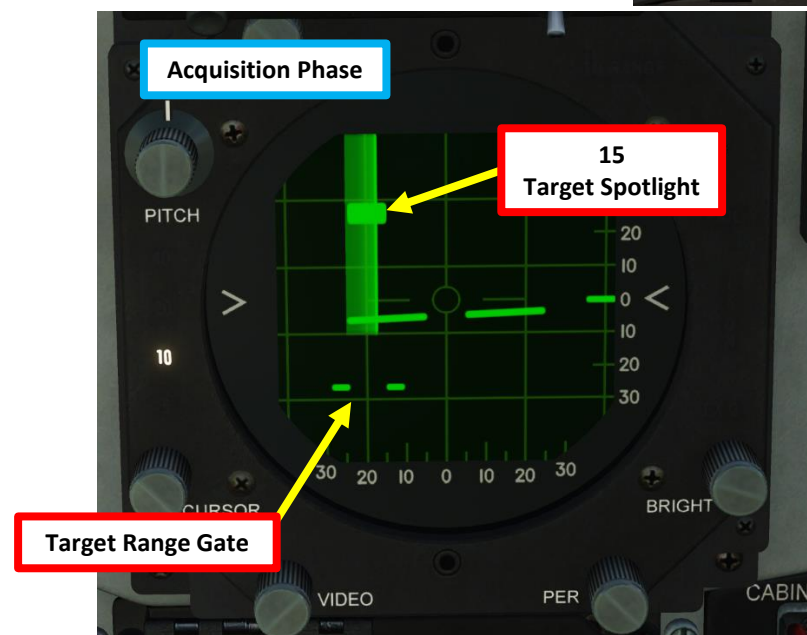 Acquisition Phase
15
Target Spotlight
PITCH
20
10
0
10
20
30
> <
10
30 20 10 0 10 20 30
CURSOR
BRIGHT
Target Range Gate
VIDEO
PER
CABIN